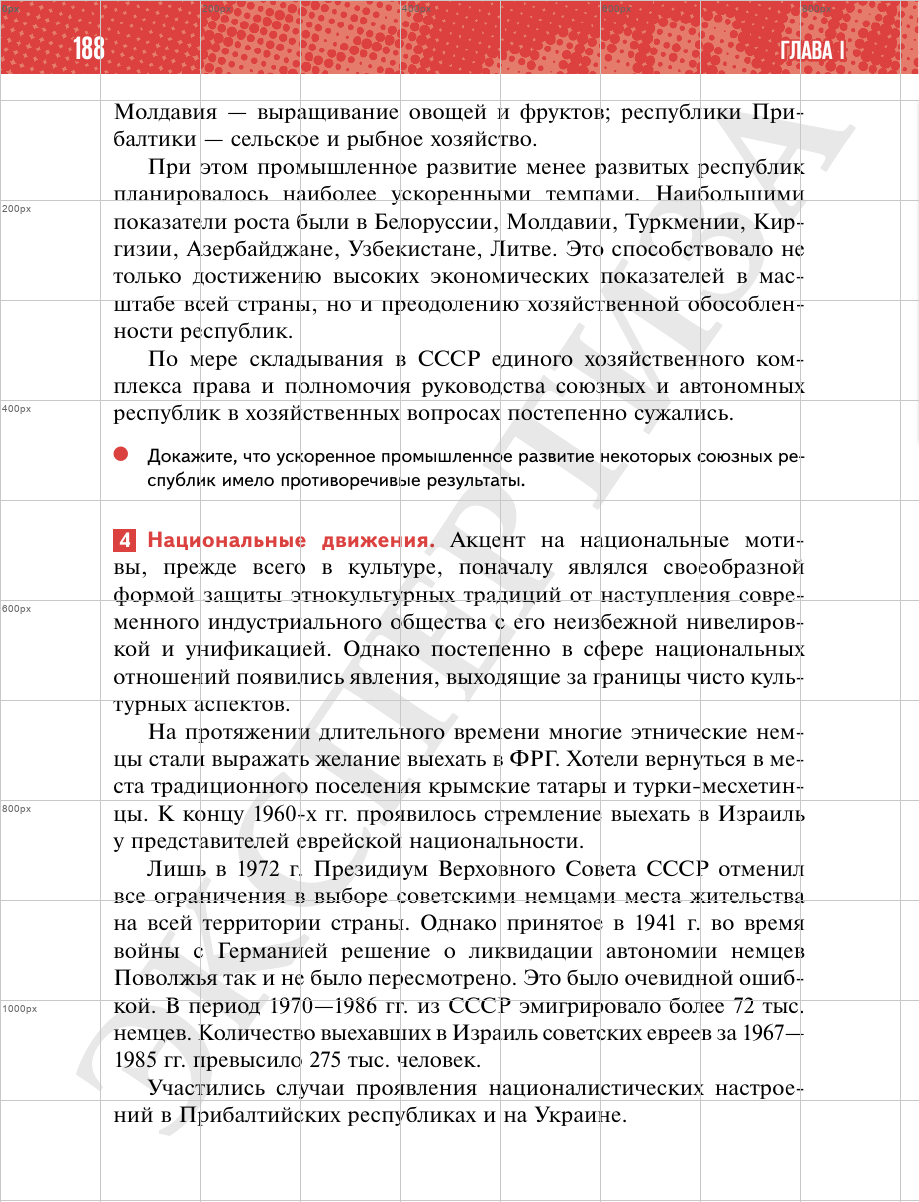 188
ГЛАВА I
Молдавия — выращивание овощей и фруктов; республики При-
балтики — сельское и рыбное хозяйство.
При этом промышленное развитие менее развитых республик
планировалось наиболее ускоренными темпами. Наибольшими
показатели роста были в Белоруссии, Молдавии, Туркмении, Кир-
гизии, Азербайджане, Узбекистане, Литве. Это способствовало не
только достижению высоких экономических показателей в мас-
штабе всей страны, но и преодолению хозяйственной обособлен-
ности республик.
По мере складывания в СССР единого хозяйственного ком-
плекса права и полномочия руководства союзных и автономных
республик в хозяйственных вопросах постепенно сужались.
Докажите, что ускоренное промышленное развитие некоторых союзных ре-
спублик имело противоречивые результаты.
4 Национальные движения. Акцент на национальные моти-
вы, прежде всего в культуре, поначалу являлся своеобразной
формой защиты этнокультурных традиций от наступления совре-
менного индустриального общества с его неизбежной нивелиров-
кой и унификацией. Однако постепенно в сфере национальных
отношений появились явления, выходящие за границы чисто куль-
турных аспектов.
На протяжении длительного времени многие этнические нем-
цы стали выражать желание выехать в ФРГ. Хотели вернуться в ме-
ста традиционного поселения крымские татары и турки-месхетин-
цы. К концу 1960-х гг. проявилось стремление выехать в Израиль
у представителей еврейской национальности.
Лишь в 1972 г. Президиум Верховного Совета СССР отменил
все ограничения в выборе советскими немцами места жительства
на всей территории страны. Однако принятое в 1941 г. во время
войны с Германией решение о ликвидации автономии немцев
Поволжья так и не было пересмотрено. Это было очевидной ошиб-
кой. В период 1970—1986 гг. из СССР эмигрировало более 72 тыс.
немцев. Количество выехавших в Израиль советских евреев за 1967—
1985 гг. превысило 275 тыс. человек.
Участились случаи проявления националистических настрое-
ний в Прибалтийских республиках и на Украине.
ЭКСПЕРТИЗА
200px
400px
600px
800px
1000px